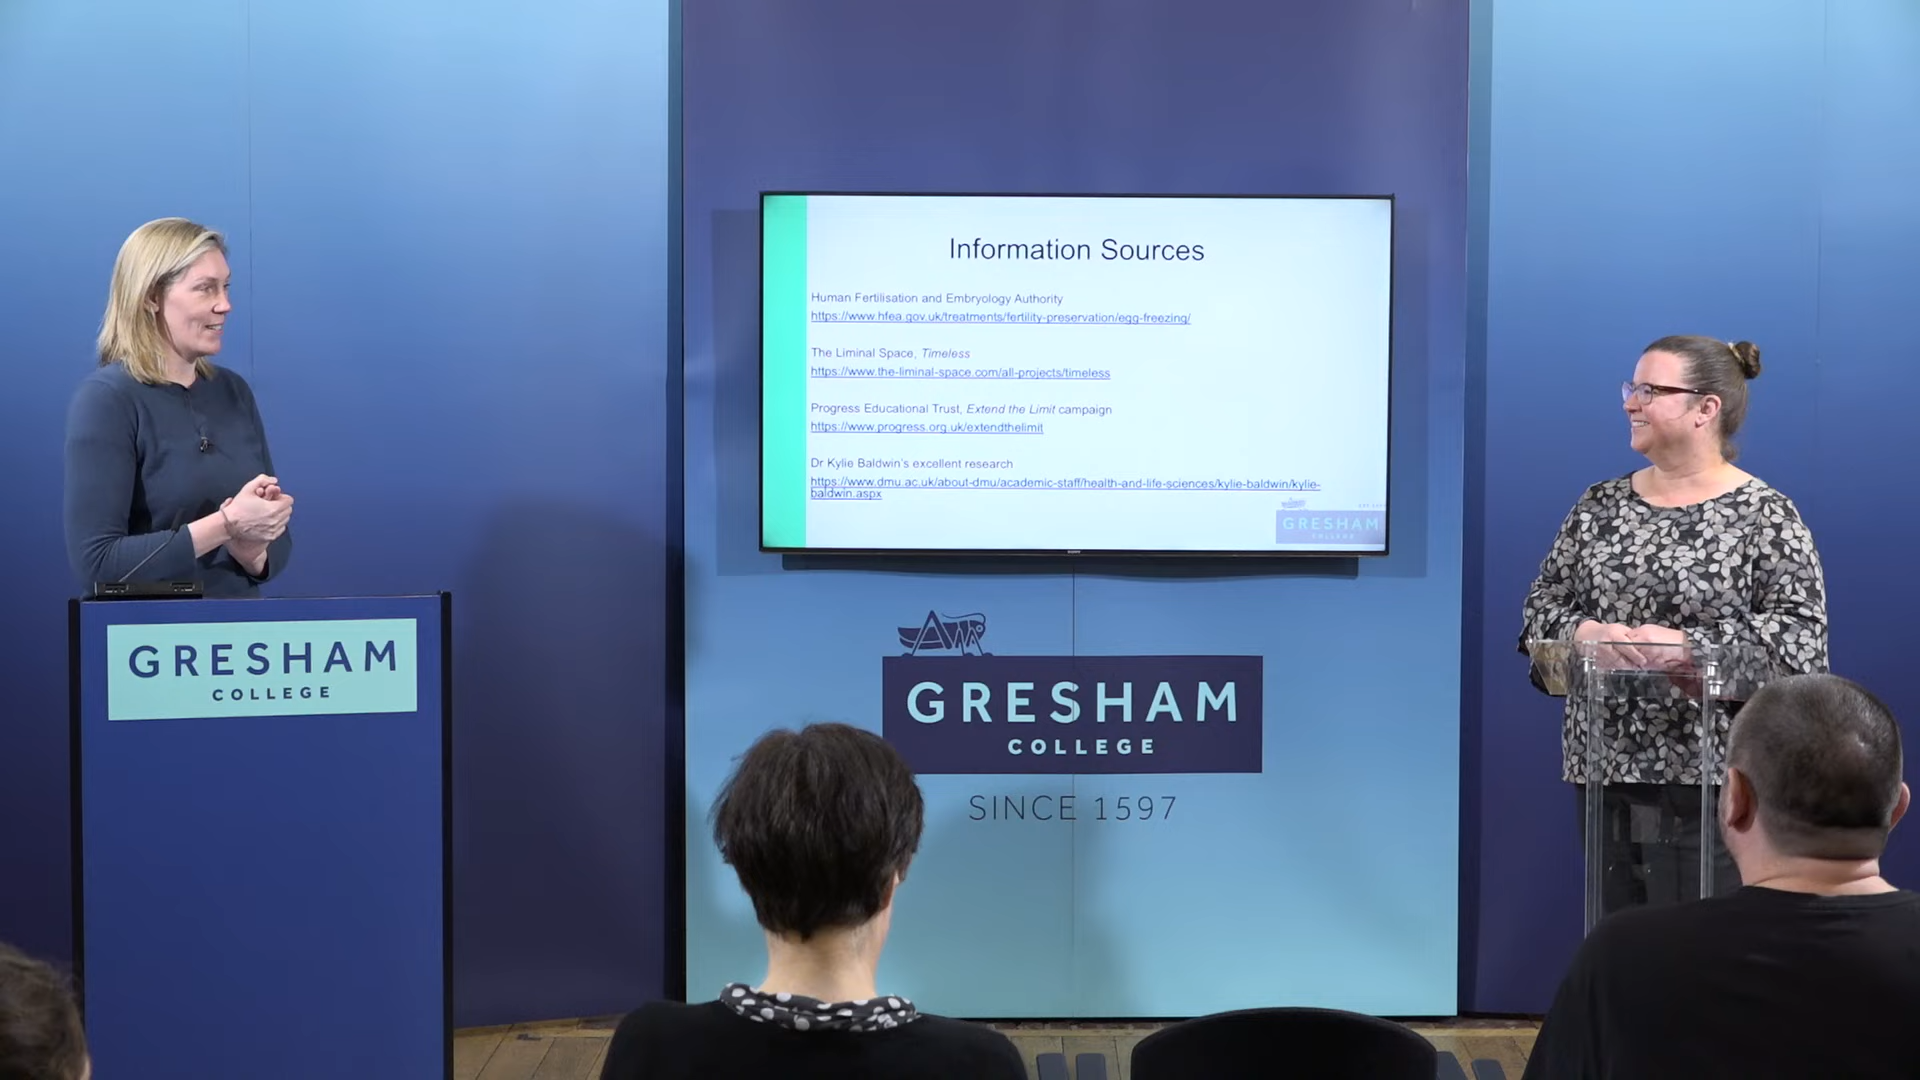 Information Sources
Human Fertilisation and Embryology Authority
https://www.hfea.gov.uk/treatments/fertility-preservation/egg-freezing/
The Liminal Space, Timeless
https://www.the-liminal-space.com/all-projects/timeless
Progress Educational Trust, Extend the Limit campaign
https://www.progress.org.uk/extendthelimit
Dr Kylie Baldwin's excellent research
https://www.dmu.ac.uk/about-dmu/academic-staff/health-and-life-sciences/kylie-baldwin/kylie-
baldwin.aspx
GRESHAM
COLLEGE
GRESHAM
COLLEGE
GRESHAM
COLLEGE
SINCE 1597